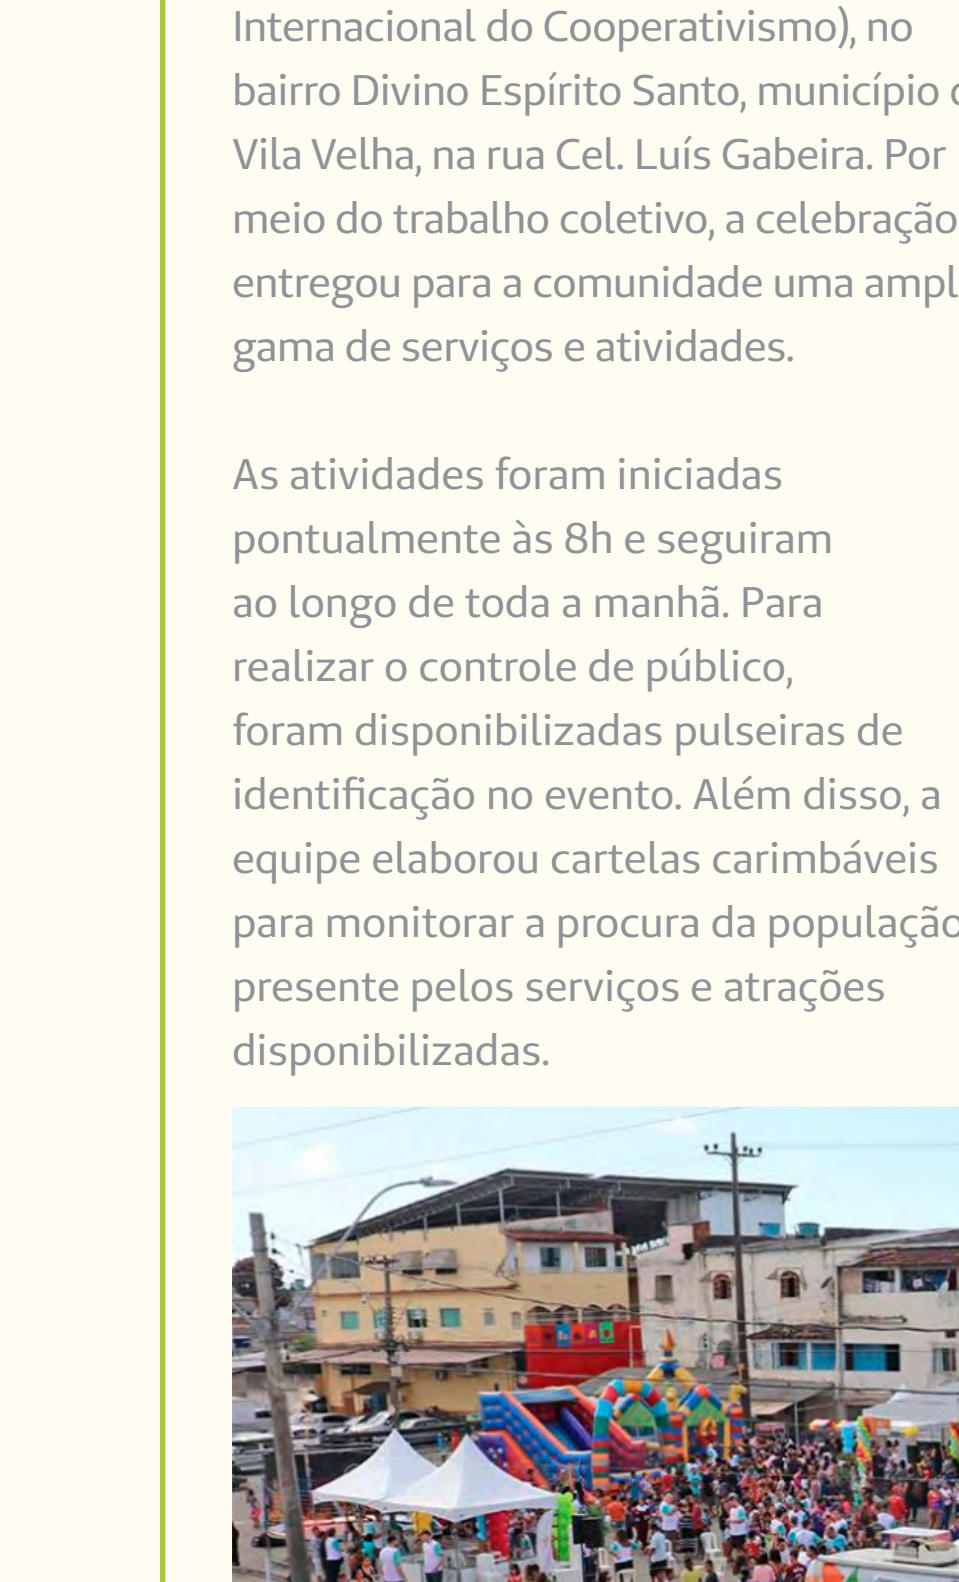 Internacional do Cooperativismo), no
bairro Divino Espírito Santo, município
Vila Velha, na rua Cel. Luís Gabeira. Por
meio do trabalho coletivo, a celebração
entregou para a comunidade uma ampl
gama de serviços e atividades.
As atividades foram iniciadas
pontualmente às 8h e seguiram
ao longo de toda a manhã. Para
realizar o controle de público,
foram disponibilizadas pulseiras de
identificação no evento. Além disso, a
equipe elaborou cartelas carimbáveis
para monitorar a procura da população
presente pelos serviços e atrações
disponibilizadas.